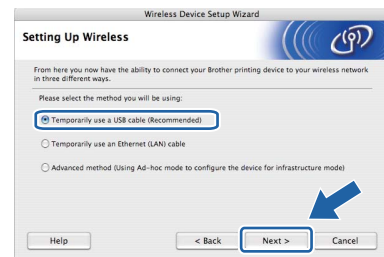 Wireless Device Setup Wizard
Setting Up Wireless
From here you now have the ability to connect your Brother printing device to your wireless network
in three different ways.
Please select the method you will be using:
Temporarily use a USB cable (Recommended)
Temporarily use an Ethernet (LAN) cable
Advanced method (Using Ad-hoc mode to configure the device for infrastructure mode)
Help
< Back
Next >
Cancel